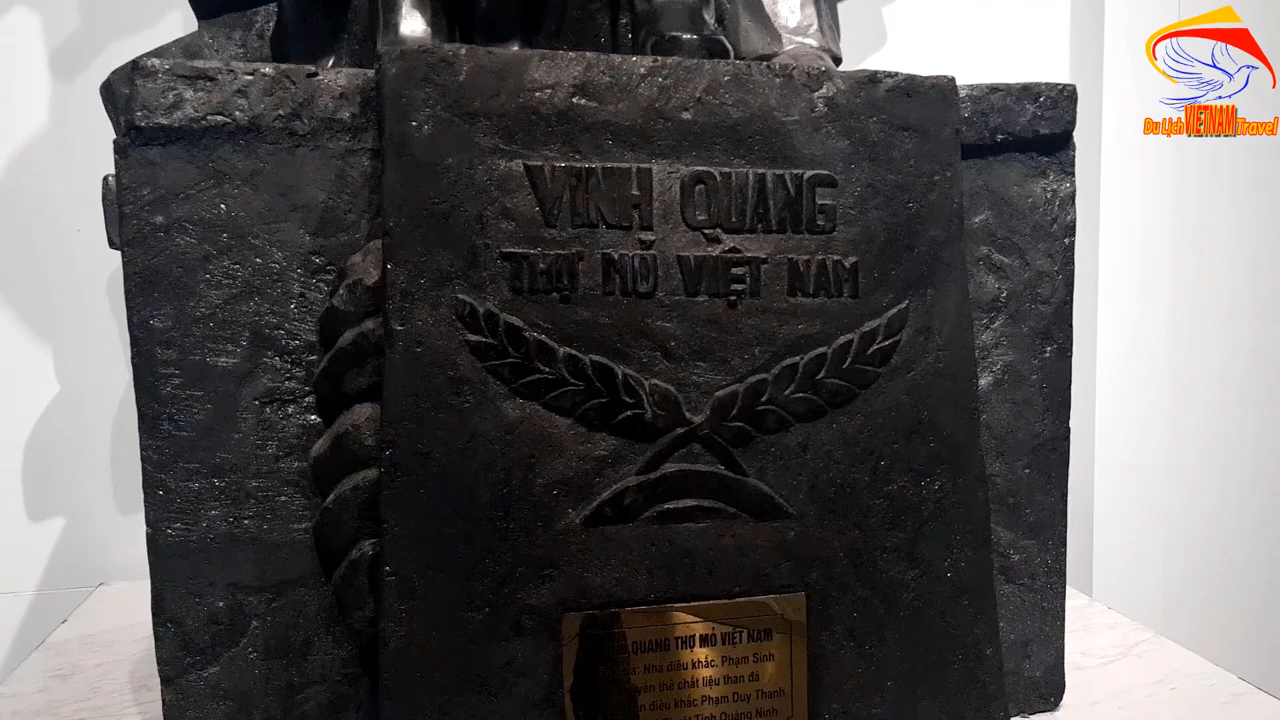 Du Lịch VIETNAM Travel
VINH QUANG
THỢ MỎ VIỆT NAM
QUANG THỢ MỎ VIỆT NAM
Nhà điêu khắc. Phạm Sinh
thể chất liệu than đá
điêu khắc Phạm Duy Thanh
Tỉnh Quảng Ninh